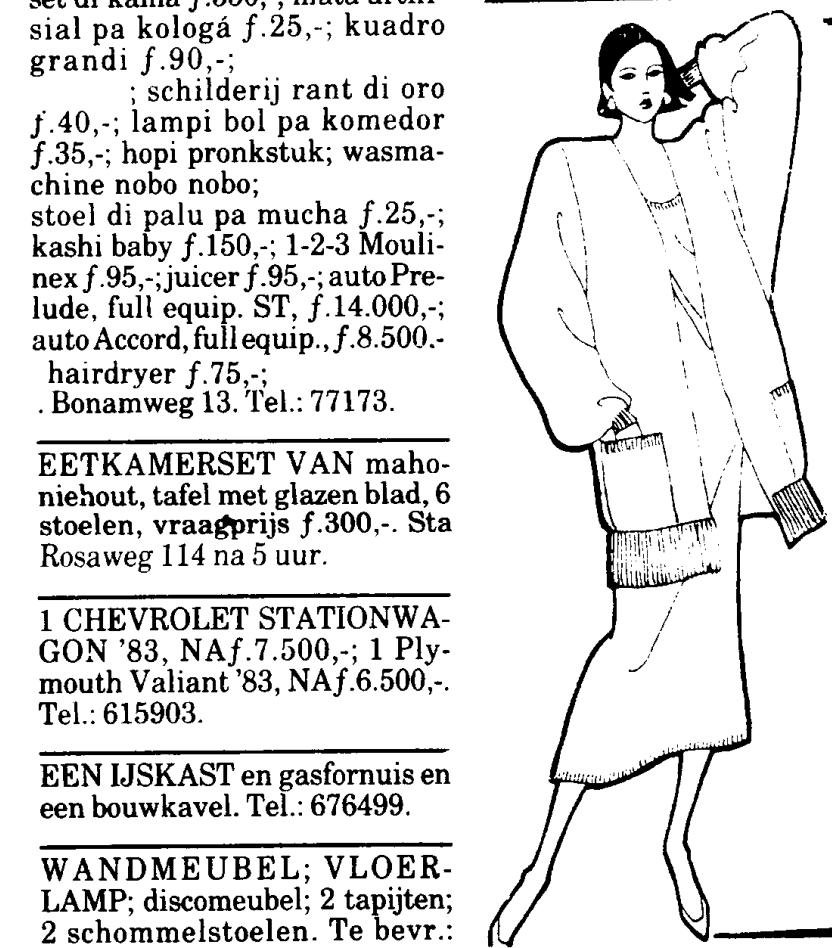 sial pa kologá f.25,-; kuadro
grandi f.90,-;
; schilderij rant di oro
f.40,-; lampi bol pa komedor
f.35,-; hopi pronkstuk; wasma-
chine nobo nobo;
stoel di palu pa mucha f.25,-;
kashi baby f.150,-; 1-2-3 Mouli-
nex f.95,-; juicer f.95,-; auto Pre-
lude, full equip. ST, f.14.000,-;
auto Accord, full equip., f.8.500.-
hairdryer f.75,-;
. Bonamweg 13. Tel.: 77173.
EETKAMERSET VAN maho-
niehout, tafel met glazen blad, 6
stoelen, vraagprijs f.300,-. Sta
Rosaweg 114 na 5 uur.
1 CHEVROLET STATIONWA-
GON '83, NAf.7.500,-; 1 Ply-
mouth Valiant '83, NAf.6.500,-.
Tel.: 615903.
EEN IJSKAST en gasfornuis en
een bouwkavel. Tel.: 676499.
WANDMEUBEL; VLOER-
LAMP; discomeubel; 2 tapijten;
2 schommelstoelen. Te bevr.: